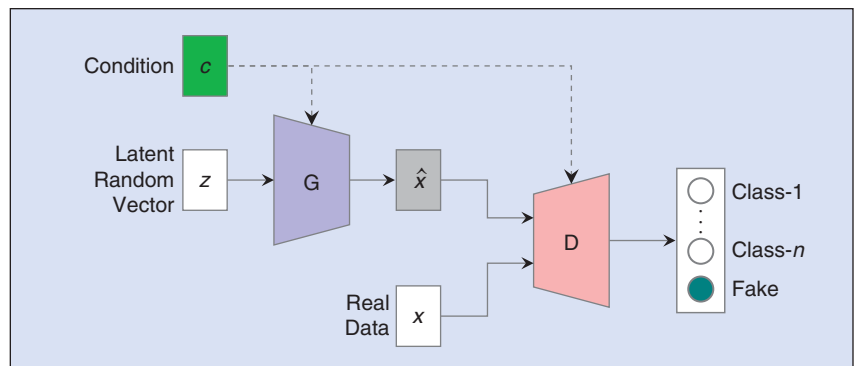 Condition
c
Latent
Random
Vector
z
G
x̂
D
Real
Data
x
Class-1
Class-n
Fake